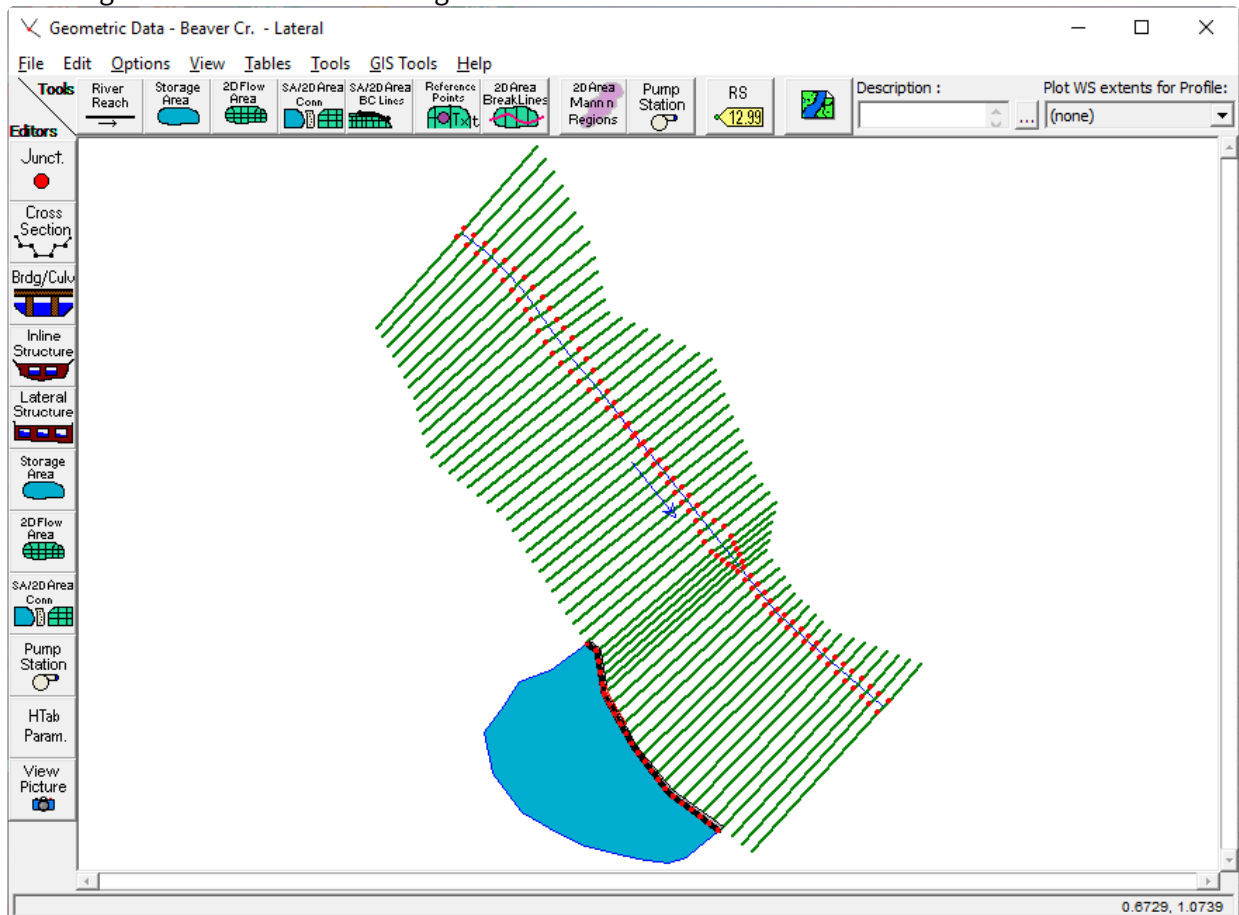 Geometric Data - Beaver Cr. - Lateral
File Edit Options View Tables Tools GIS Tools Help
Tools
Editors
River
Reach
Storage
Area
2D Flow
Area
SA/2D Area
Conn
SA/2D Area
BC Lines
Reference
Points
2D Area
BreakLines
2D Area
Mann n
Regions
Pump
Station
RS
12.99
Description :
...
Plot WS extents for Profile:
(none)
Junct.
Cross
Section
Brdg/Culv
Inline
Structure
Lateral
Structure
Storage
Area
2D Flow
Area
SA/2D Area
Conn
Pump
Station
HTab
Param.
View
Picture
0.6729, 1.0739